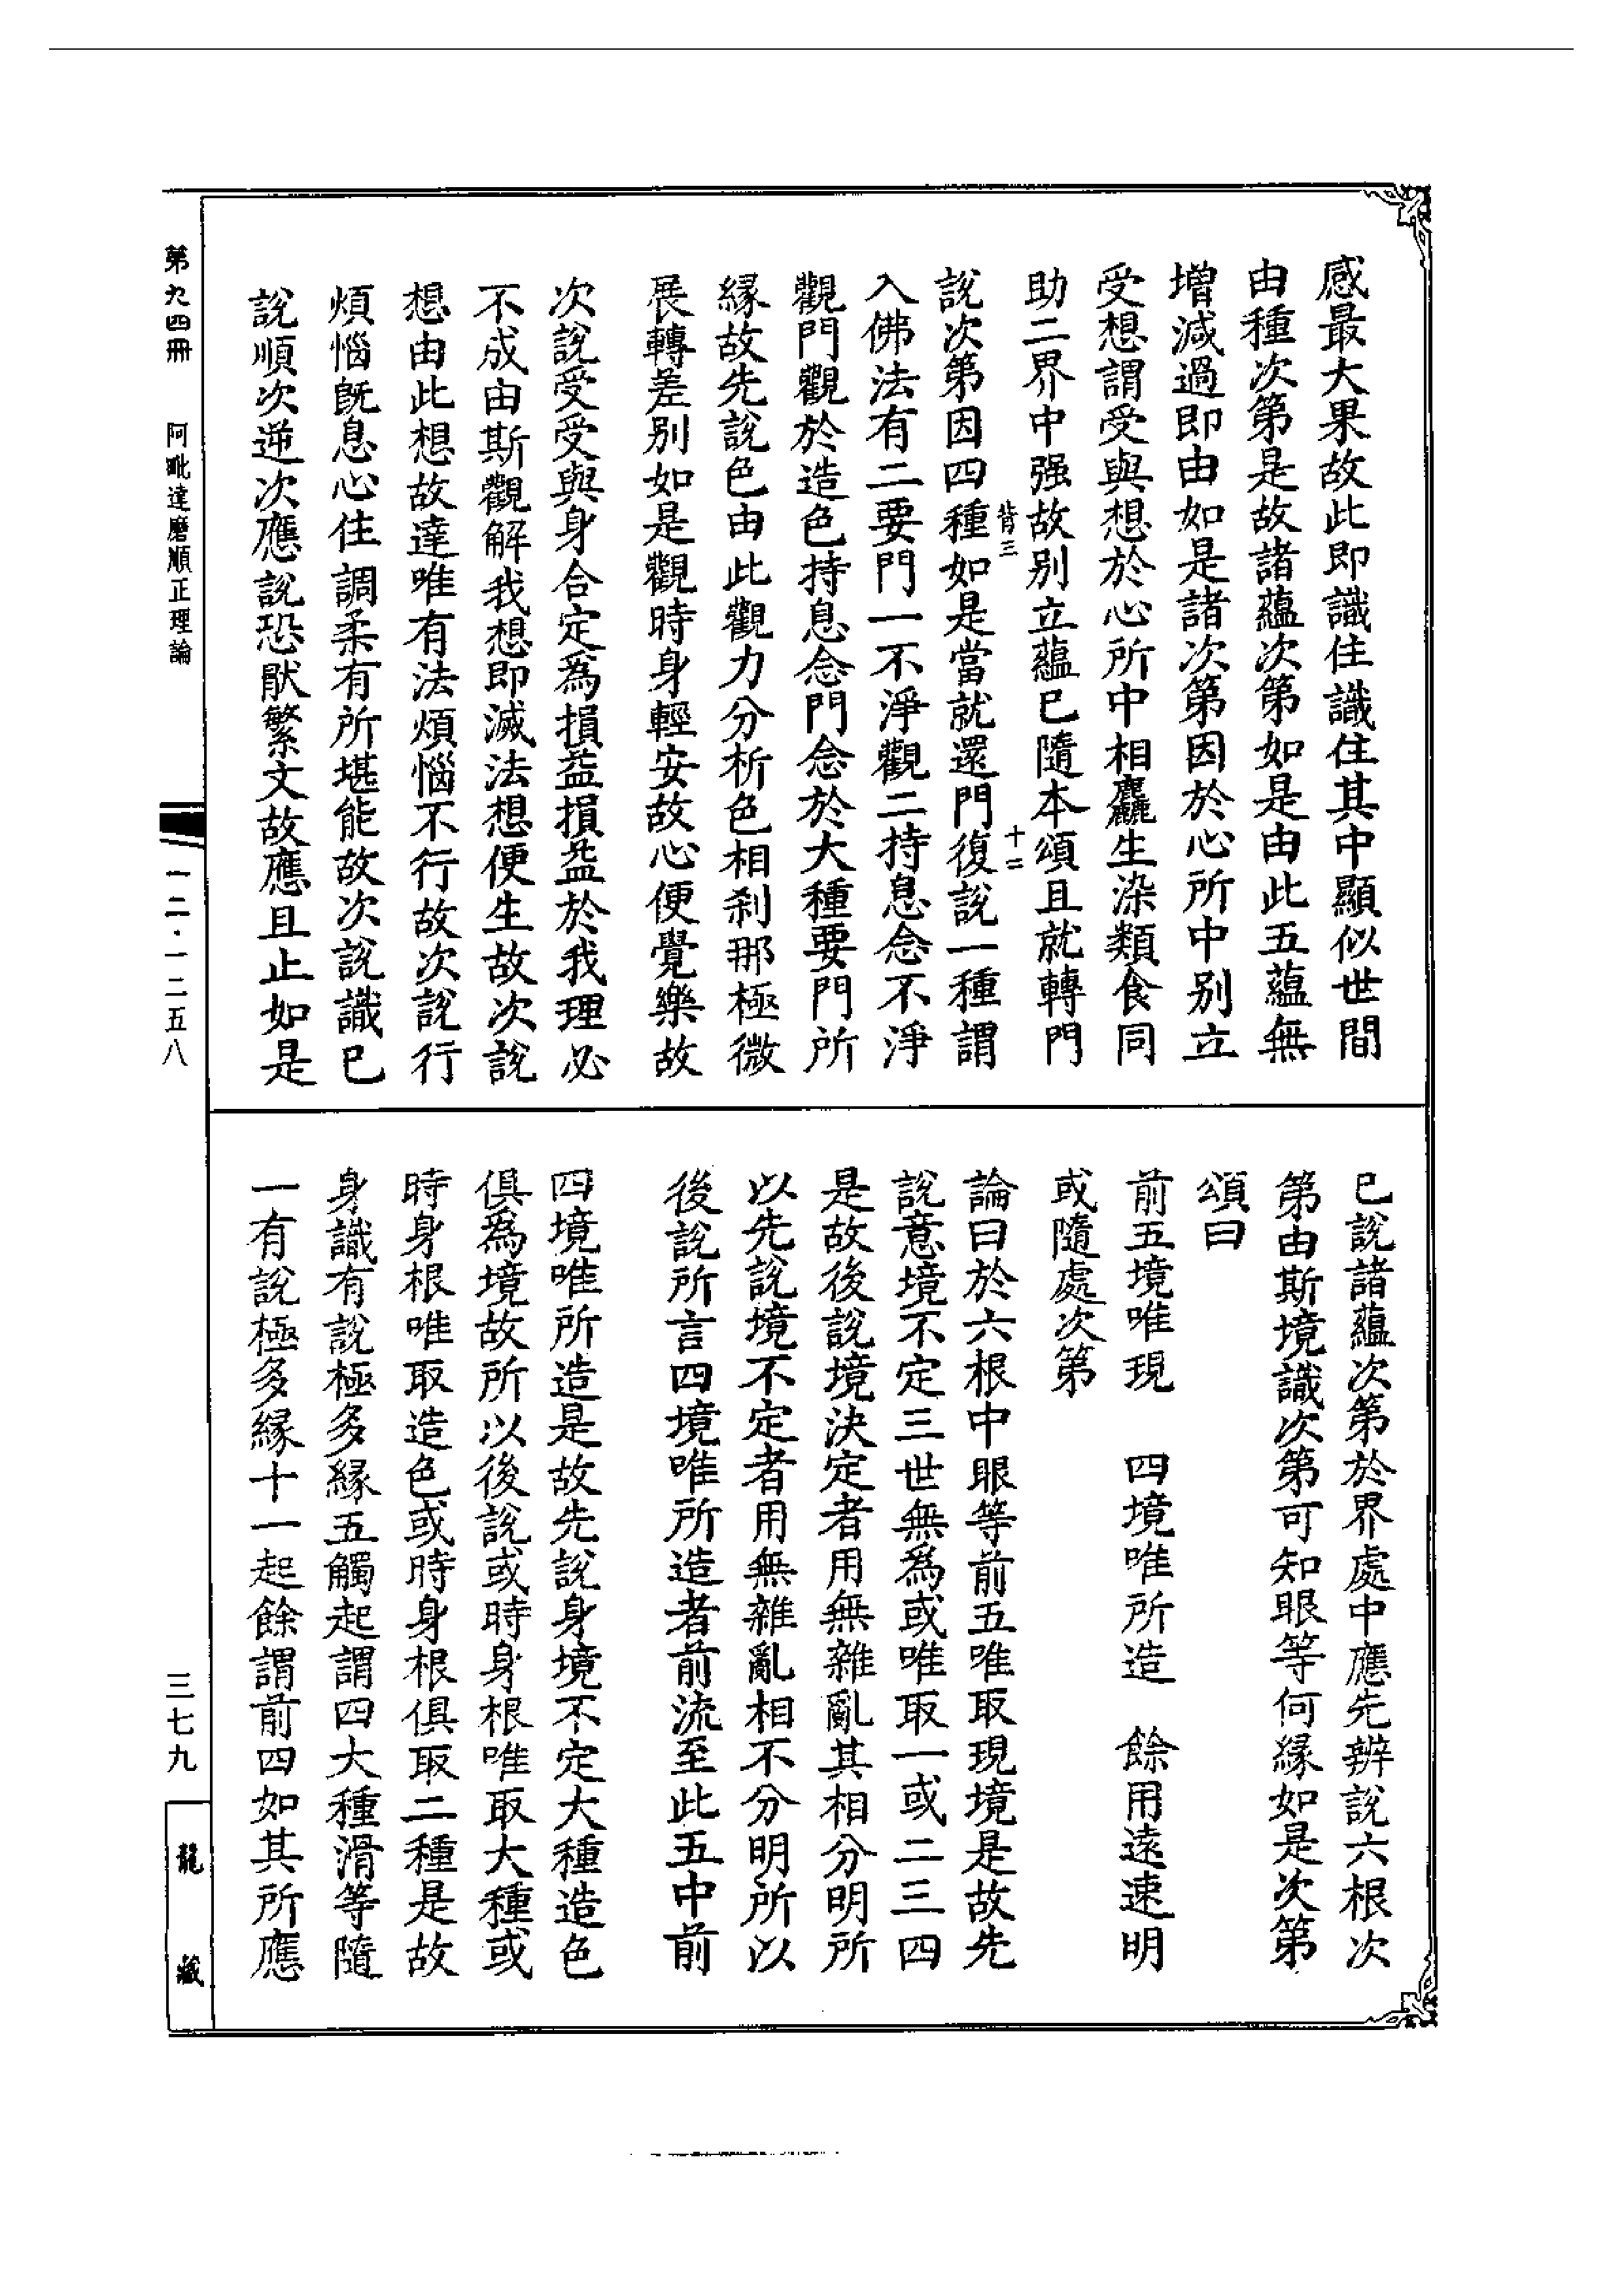 感最大果故此即識住識住其中顯似世間
由種次第是故諸蘊次第如是由此五蘊無
增減過即由如是諸次第因於心所中別立
受想謂受與想於心所中相麤生染類食同
助二界中强故别立蘊已隨本頌且就轉門
背三
十二
說次第因四種如是當就還門復說一種謂
入佛法有二要門一不淨觀二持息念不淨
觀門觀於造色持息念門念於大種要門所
緣故先說色由此觀力分析色相刹那極微
展轉差别如是觀時身輕安故心便覺樂故
次說受受與身合定爲損益損益於我理必
不成由斯觀解我想即滅法想便生故次說
想由此想故達唯有法煩惱不行故次說行
煩惱旣息心住調柔有所堪能故次說識已
說順次逆次應說恐猒繁文故應且止如是
已說諸蘊次第於界處中應先辨說六根次
第由斯境識次第可知眼等何緣如是次第
頌曰
前五境唯現 四境唯所造 餘用遠速明
或隨處次第
論曰於六根中眼等前五唯取現境是故先
說意境不定三世無爲或唯取一或二三四
是故後說境決定者用無雜亂其相分明所
以先說境不定者用無雜亂相不分明所以
後說所言四境唯所造者前流至此五中前
四境唯所造是故先說身境不定大種造色
俱爲境故所以後說或時身根唯取大種或
時身根唯取造色或時身根俱取二種是故
身識有說極多緣五觸起謂四大種滑等隨
一有說極多緣十一起餘謂前四如其所應
第九四冊 阿毗達磨順正理論
一二·一二五八
三七九
龍藏